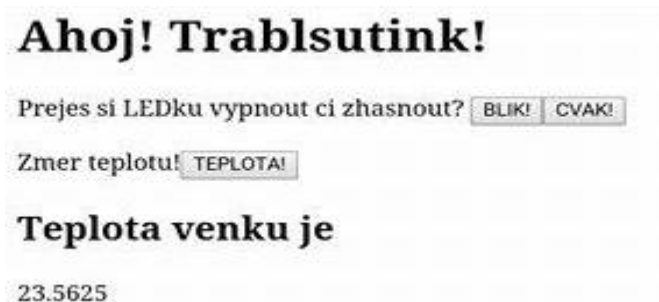 Ahoj! Trablsutink!
Prejes si LEDku vypnout ci zhasnout? BLIK! CVAK!
Zmer teplotu! TEPLOTA!
Teplota venku je
23.5625